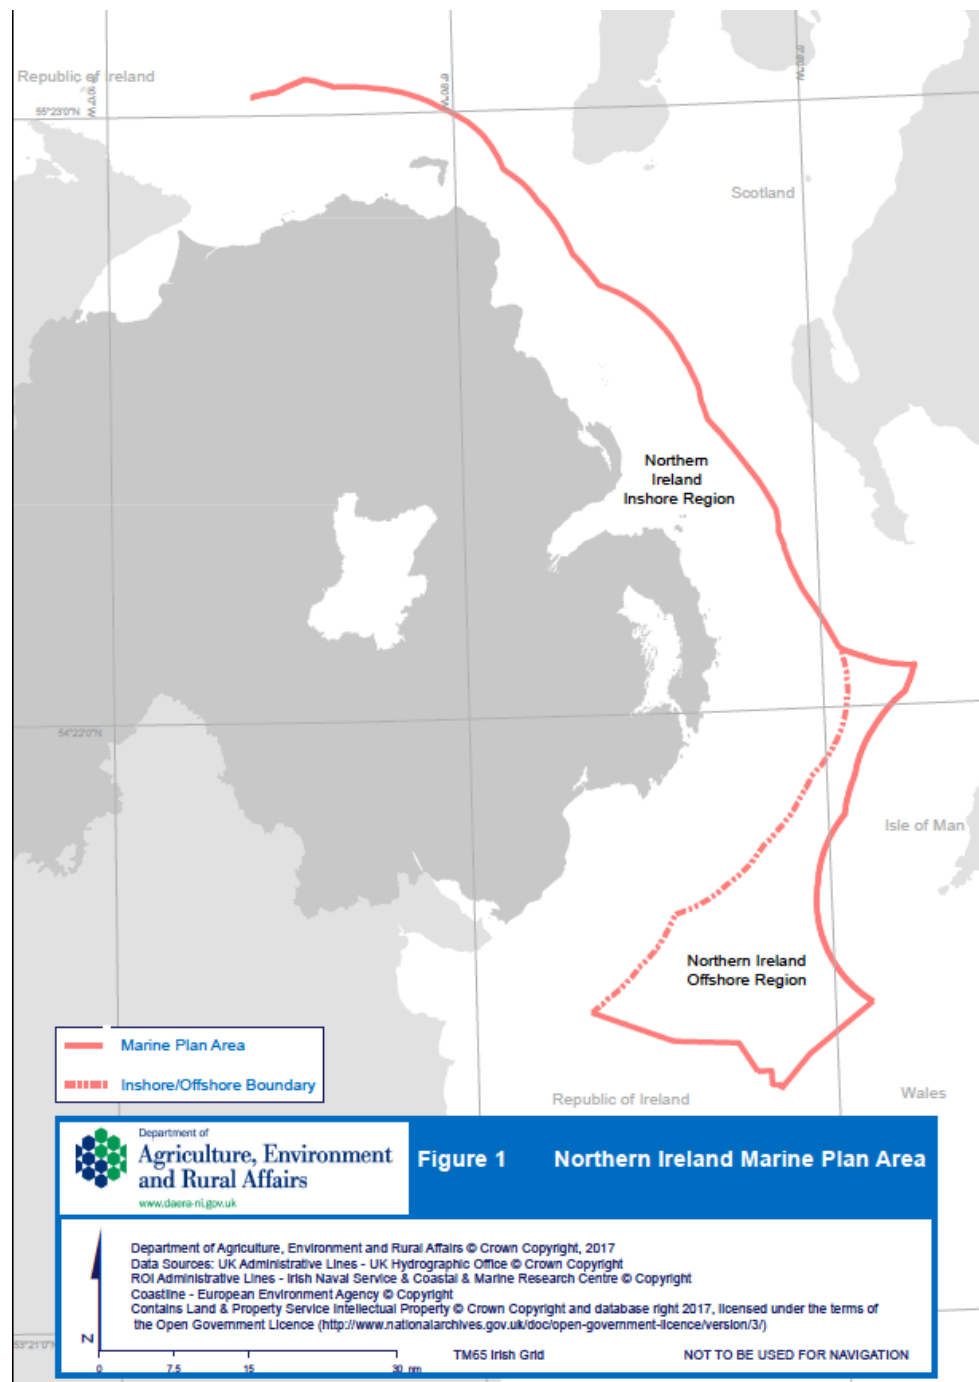 Republic of Ireland
55°23'0"N
Scotland
Northern
Ireland
Inshore Region
54°22'0"N
Isle of Man
Northern Ireland
Offshore Region
Marine Plan Area
Inshore/Offshore Boundary
Republic of Ireland
Wales
Department of
Agriculture, Environment
and Rural Affairs
www.daera-ni.gov.uk
Figure 1 Northern Ireland Marine Plan Area
Department of Agriculture, Environment and Rural Affairs © Crown Copyright, 2017
Data Sources: UK Administrative Lines - UK Hydrographic Office © Crown Copyright
ROI Administrative Lines - Irish Naval Service & Coastal & Marine Research Centre © Copyright
Coastline - European Environment Agency © Copyright
Contains Land & Property Service Intellectual Property © Crown Copyright and database right 2017, licensed under the terms of
the Open Government Licence (http://www.nationalarchives.gov.uk/doc/open-government-licence/version/3/)
N
53°21'0"N
0 7.5 15 30 nm
TM65 Irish Grid
NOT TO BE USED FOR NAVIGATION